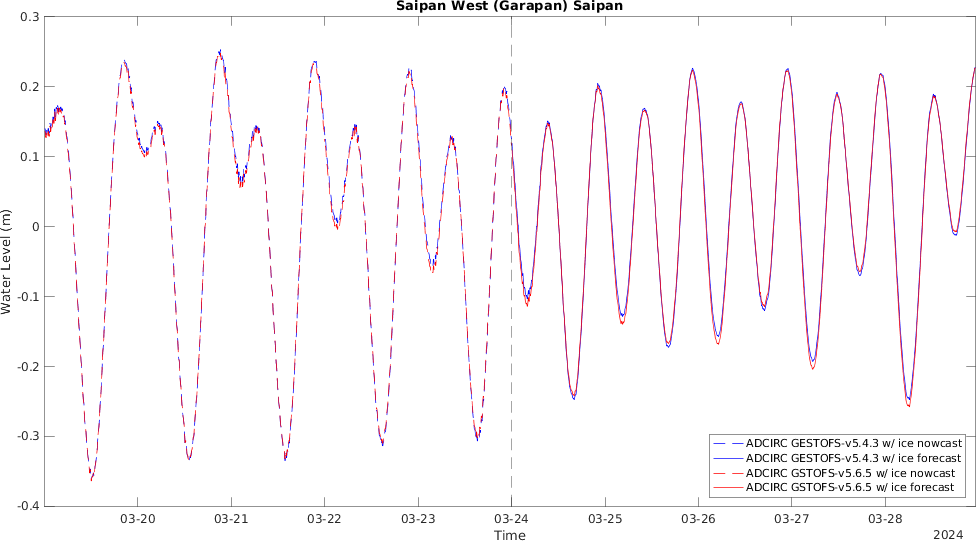 Saipan West (Garapan) Saipan
0.3
0.2
0.1
0
-0.1
-0.2
-0.3
-0.4
Water Level (m)
ADCIRC GESTOFS-v5.4.3 w/ ice nowcast
ADCIRC GESTOFS-v5.4.3 w/ ice forecast
ADCIRC GSTOFS-v5.6.5 w/ ice nowcast
ADCIRC GSTOFS-v5.6.5 w/ ice forecast
03-20 03-21 03-22 03-23 03-24 03-25 03-26 03-27 03-28
Time
2024